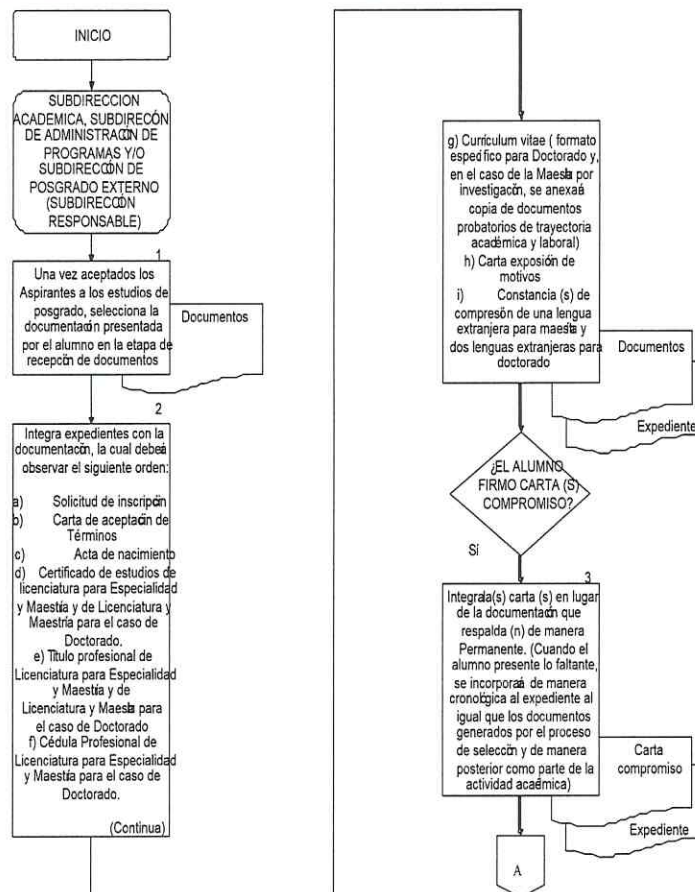 INICIO
SUBDIRECCION
ACADEMICA, SUBDIRECÓN
DE ADMINISTRACIÓN DE
PROGRAMAS Y/O
SUBDIRECCIÓN DE
POSGRADO EXTERNO
(SUBDIRECCIÓN
RESPONSABLE)
1
Una vez aceptados los
Aspirantes a los estudios de
posgrado, selecciona la
documentación presentada
por el alumno en la etapa de
recepción de documentos
Documentos
2
Integra expedientes con la
documentación, la cual deberá
observar el siguiente orden:
a) Solicitud de inscripción
b) Carta de aceptación de
Términos
c) Acta de nacimiento
d) Certificado de estudios de
licenciatura para Especialidad
y Maestría y de Licenciatura y
Maestría para el caso de
Doctorado.
e) Título profesional de
Licenciatura para Especialidad
y Maestría y de
Licenciatura y Maestría para
el caso de Doctorado
f) Cédula Profesional de
Licenciatura para Especialidad
y Maestría para el caso de
Doctorado.
(Continua)
g) Currículum vitae ( formato
específico para Doctorado y,
en el caso de la Maestría por
investigación, se anexará
copia de documentos
probatorios de trayectoria
académica y laboral)
h) Carta exposión de
motivos
i) Constancia (s) de
compresión de una lengua
extranjera para maestría y
dos lenguas extranjeras para
doctorado
Documentos
Expediente
¿EL ALUMNO
FIRMO CARTA (S)
COMPROMISO?
Sí
3
Integrala(s) carta (s) en lugar
de la documentación que
respalda (n) de manera
Permanente. (Cuando el
alumno presente lo faltante,
se incorporará de manera
cronológica al expediente al
igual que los documentos
generados por el proceso
de selección y de manera
posterior como parte de la
actividad académica)
Carta
compromiso
Expediente
A